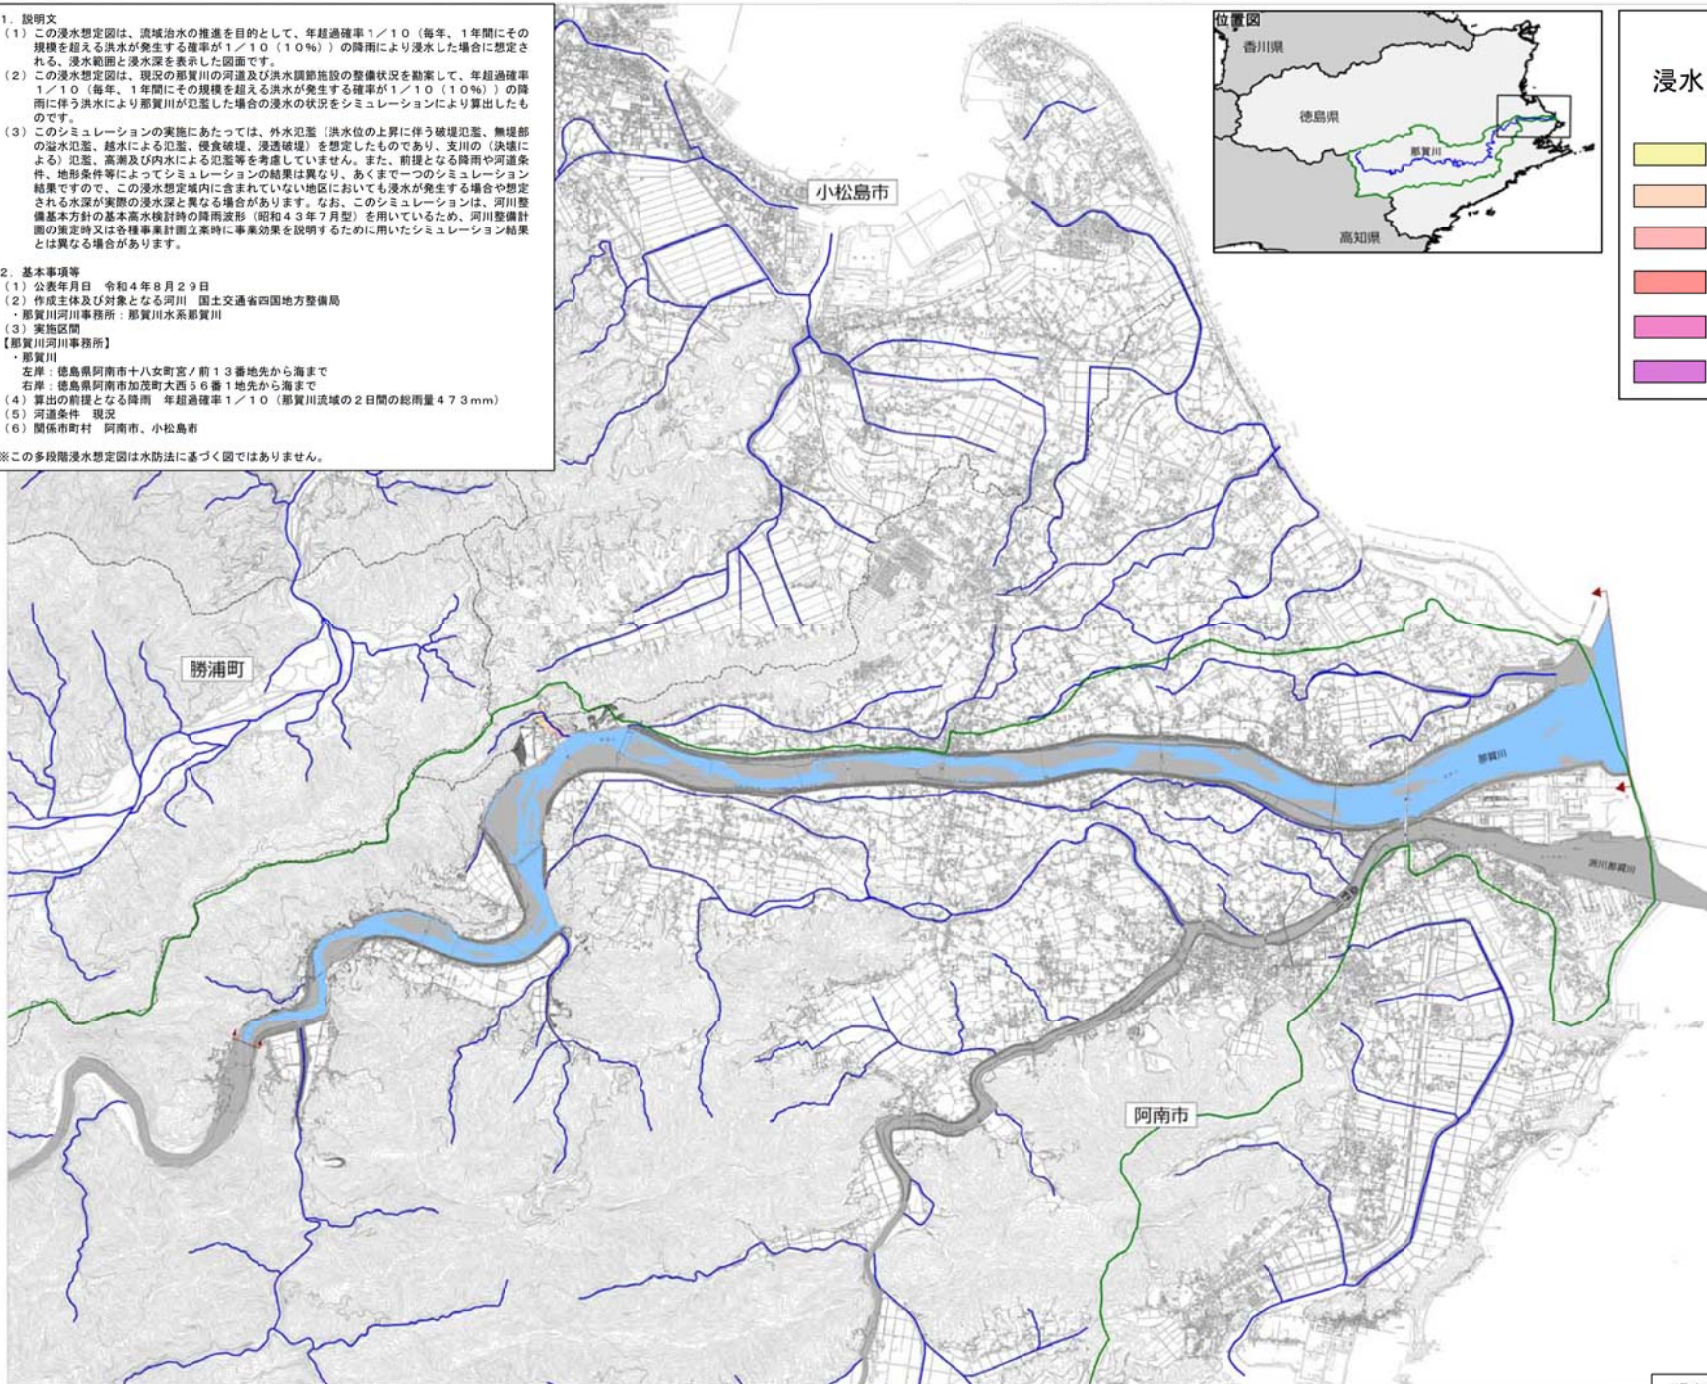 1．説明文
（1）この浸水想定図は、流域治水の推進を目的として、年超過確率1／10（毎年、1年間にその
規模を超える洪水が発生する確率が1／10（10％））の降雨により浸水した場合に想定さ
れる、浸水範囲と浸水深を表示した図面です。
（2）この浸水想定図は、現況の那賀川の河道及び洪水調節施設の整備状況を勘案して、年超過確率
1／10（毎年、1年間にその規模を超える洪水が発生する確率が1／10（10％））の降
雨に伴う洪水により那賀川が氾濫した場合の浸水の状況をシミュレーションにより算出したも
のです。
（3）このシミュレーションの実施にあたっては、外水氾濫（洪水位の上昇に伴う破堤氾濫、無堤部
の溢水氾濫、越水による氾濫、侵食破堤、浸透破堤）を想定したものであり、支川の（決壊に
よる）氾濫、高潮及び内水による氾濫等を考慮していません。また、前提となる降雨や河道条
件、地形条件等によってシミュレーションの結果は異なり、あくまで一つのシミュレーション
結果ですので、この浸水想定域内に含まれていない地区においても浸水が発生する場合や想定
される水深が実際の浸水深と異なる場合があります。なお、このシミュレーションは、河川整
備基本方針の基本高水検討時の降雨波形（昭和43年7月型）を用いているため、河川整備計
画の策定時又は各種事業計画立案時に事業効果を説明するために用いたシミュレーション結果
とは異なる場合があります。
2．基本事項等
（1）公表年月日　令和4年8月29日
（2）作成主体及び対象となる河川　国土交通省四国地方整備局
・那賀川河川事務所：那賀川水系那賀川
（3）実施区間
【那賀川河川事務所】
・那賀川
左岸：徳島県阿南市十八女町宮ノ前13番地先から海まで
右岸：徳島県阿南市加茂町大西56番1地先から海まで
（4）算出の前提となる降雨　年超過確率1／10（那賀川流域の2日間の総雨量473mm）
（5）河道条件　現況
（6）関係市町村　阿南市、小松島市
※この多段階浸水想定図は水防法に基づく図ではありません。
位置図
香川県
徳島県
那賀川
高知県
浸水
小松島市
勝浦町
那賀川
派川那賀川
阿南市